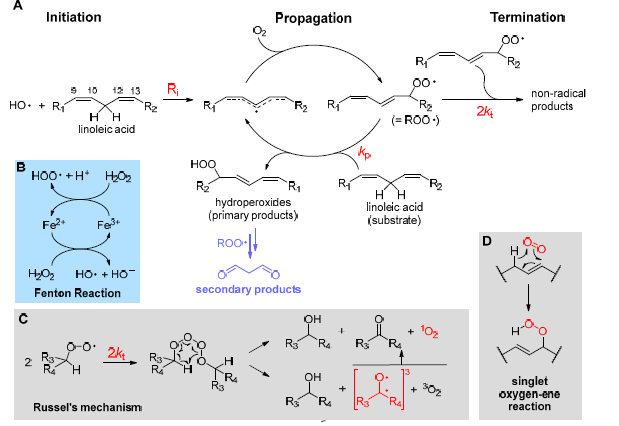 A
Initiation
Propagation
Termination
O₂
OO•
R₁
R₂
9 10 12 13
HO• +
R₁
R₂
H H
linoleic acid
Rᵢ
R₁
R₂
OO•
R₁
R₂
(= ROO•)
2kₜ
non-radical
products
kₚ
HOO
R₂
R₁
hydroperoxides
(primary products)
R₁
R₂
H H
linoleic acid
(substrate)
ROO•
O
O
secondary products
B
HOO• + H⁺
H₂O₂
Fe²⁺
Fe³⁺
H₂O₂
HO• + HO⁻
Fenton Reaction
C
2
O
O•
R₃
R₄
H
2kₜ
O
O
O
O
R₃
R₄
H
H
R₄
R₃
OH
R₃
R₄
+
O
R₃
R₄
+ ¹O₂
OH
R₃
R₄
+
O•
•
R₃
R₄
3
+ ³O₂
Russel's mechanism
D
H
O
O
H
O
O
singlet
oxygen-ene
reaction